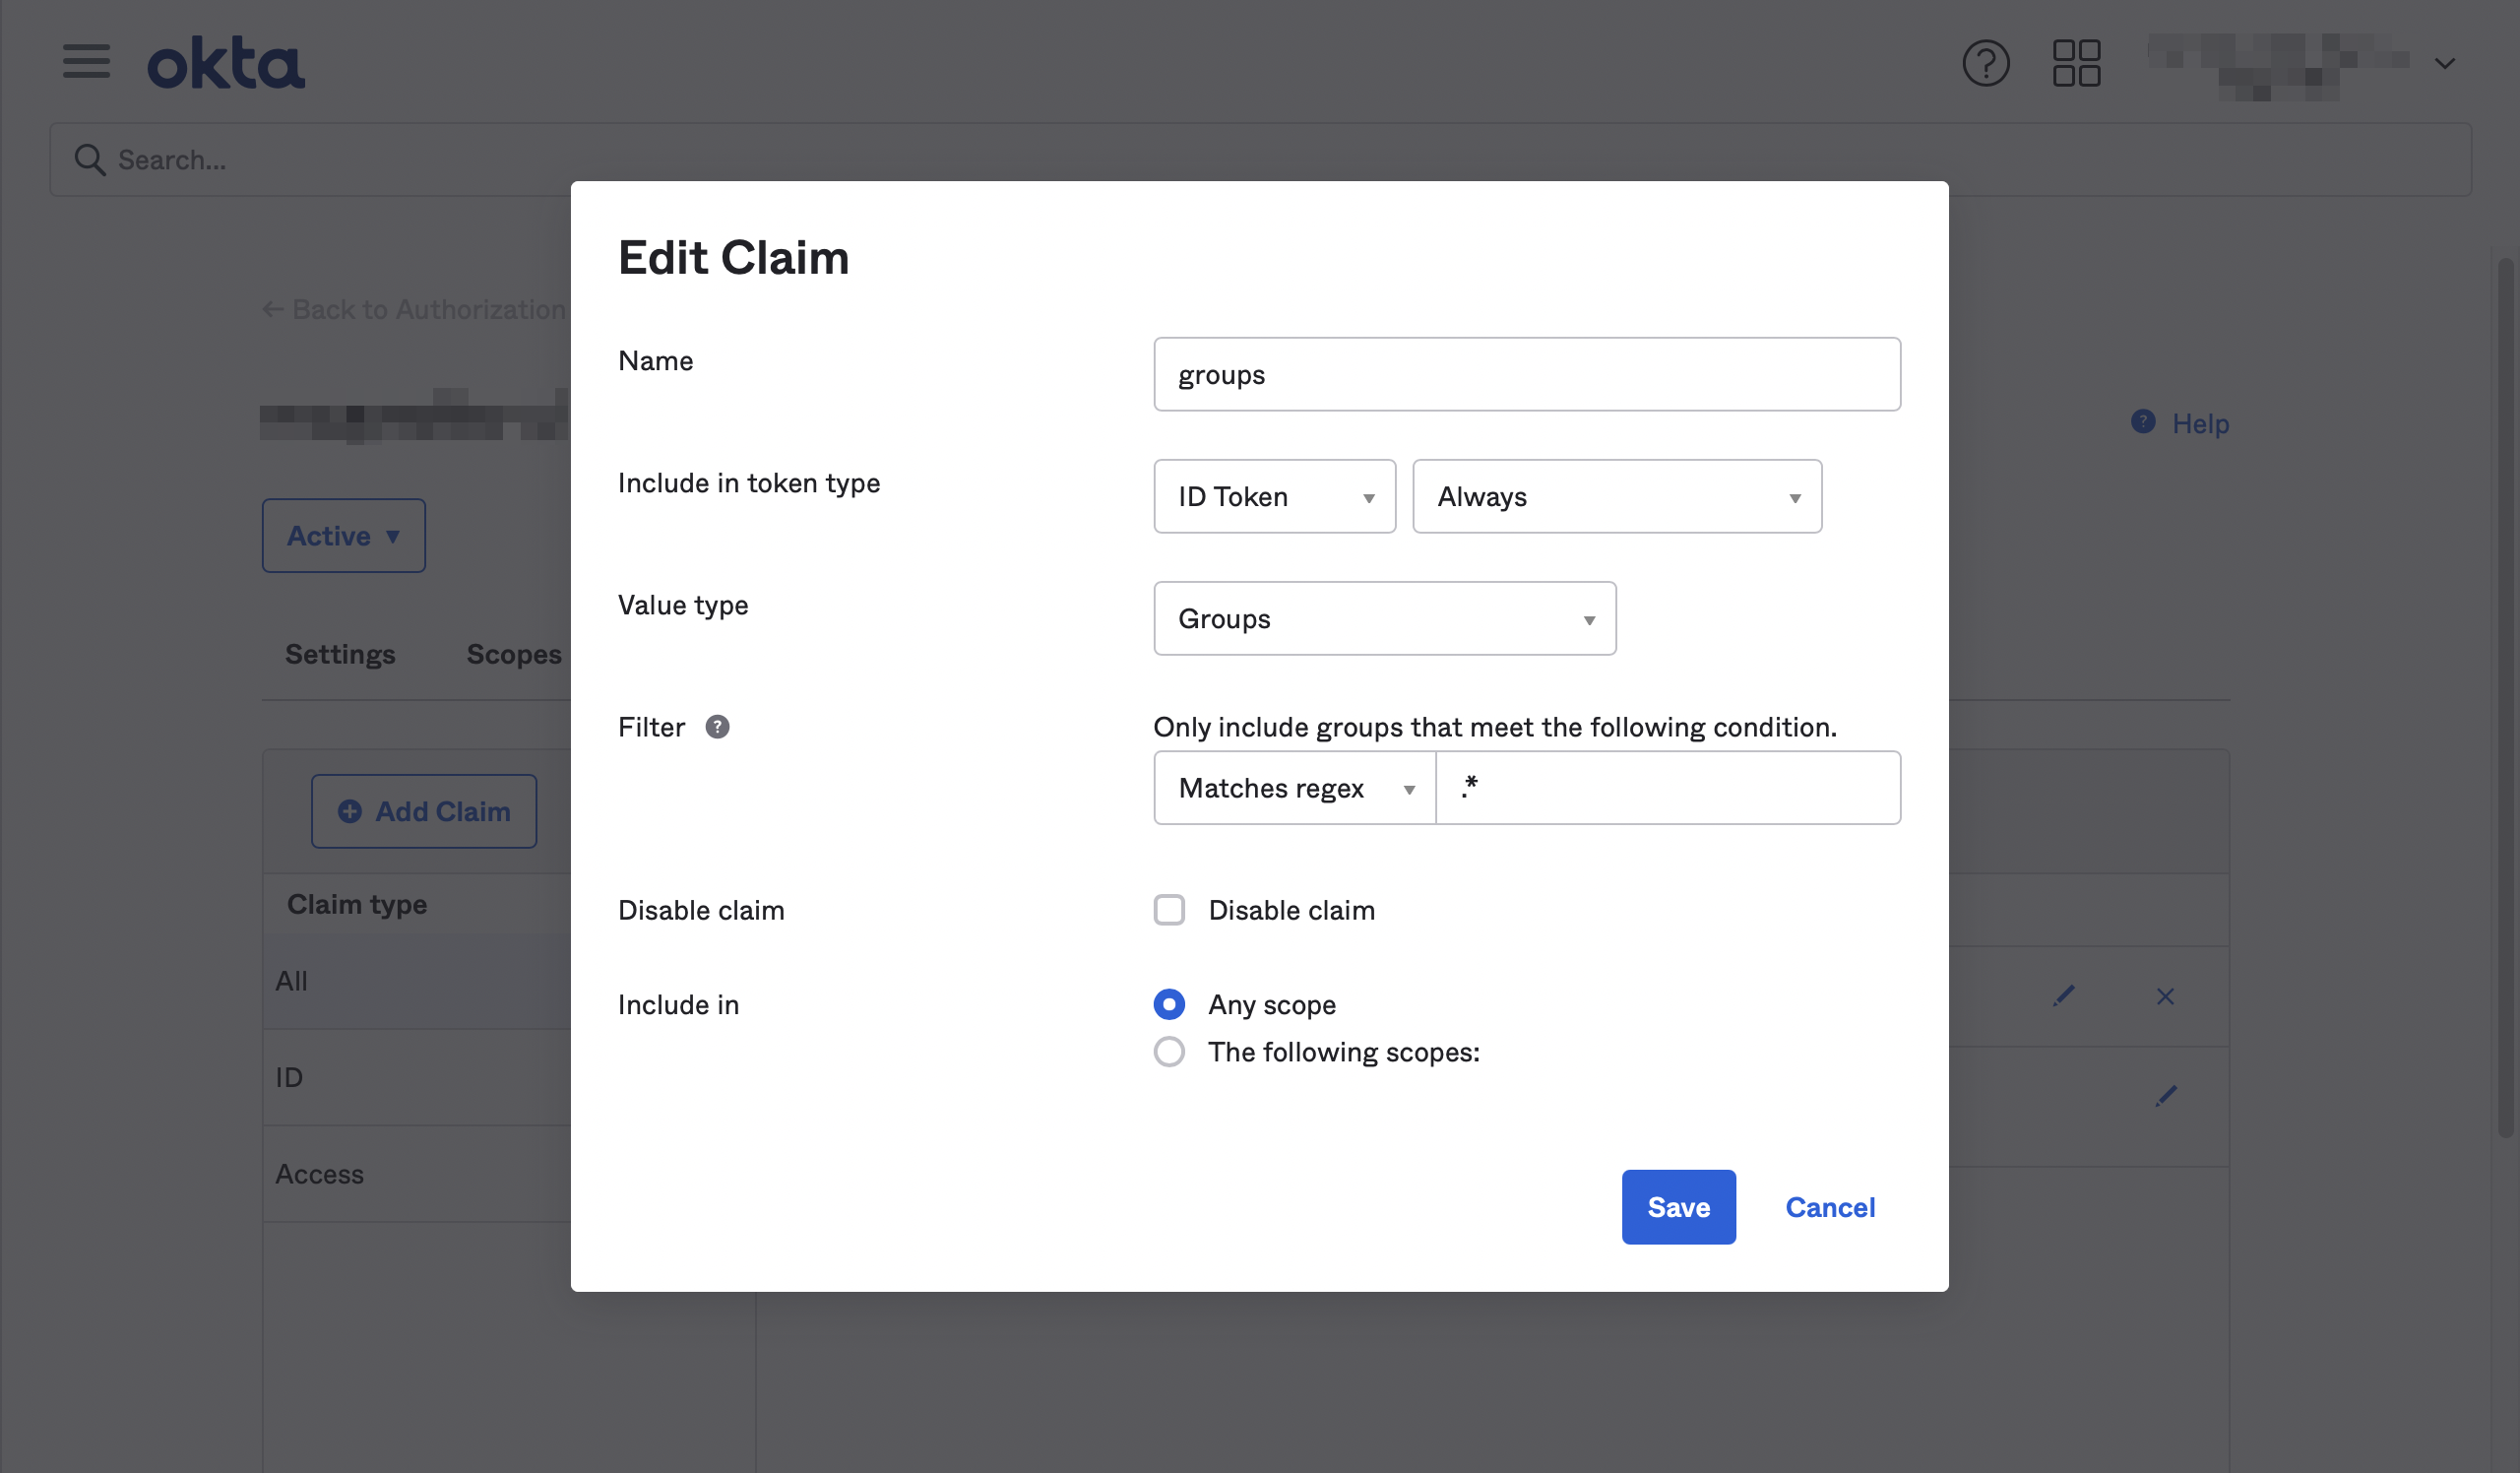 okta
Search...
Edit Claim
← Back to Authorization
Name
groups
Help
Include in token type
ID Token
Always
Active
Value type
Groups
Settings
Scopes
Filter
Only include groups that meet the following condition.
Matches regex
.*
Add Claim
Claim type
Disable claim
Disable claim
All
Include in
Any scope
The following scopes:
ID
Access
Save
Cancel